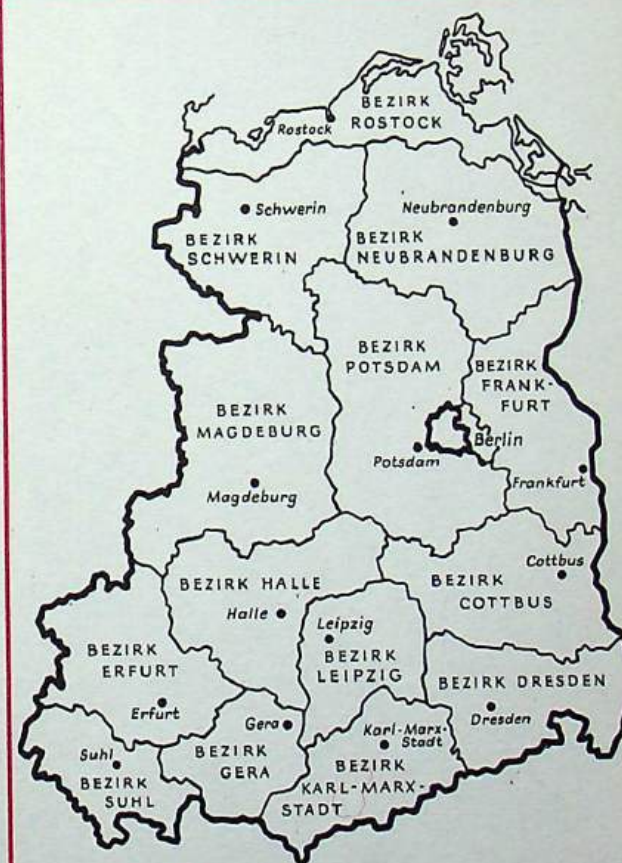 BEZIRK
ROSTOCK
Rostock
Schwerin
Neubrandenburg
BEZIRK
SCHWERIN
BEZIRK
NEUBRANDENBURG
BEZIRK
POTSDAM
BEZIRK
FRANK-
FURT
BEZIRK
MAGDEBURG
Berlin
Potsdam
Frankfurt
Magdeburg
Cottbus
BEZIRK HALLE
BEZIRK
COTTBUS
Halle
Leipzig
BEZIRK
LEIPZIG
BEZIRK
ERFURT
BEZIRK DRESDEN
Erfurt
Gera
Dresden
Karl-Marx-
Stadt
Suhl
BEZIRK
SUHL
BEZIRK
GERA
BEZIRK
KARL-MARX-
STADT